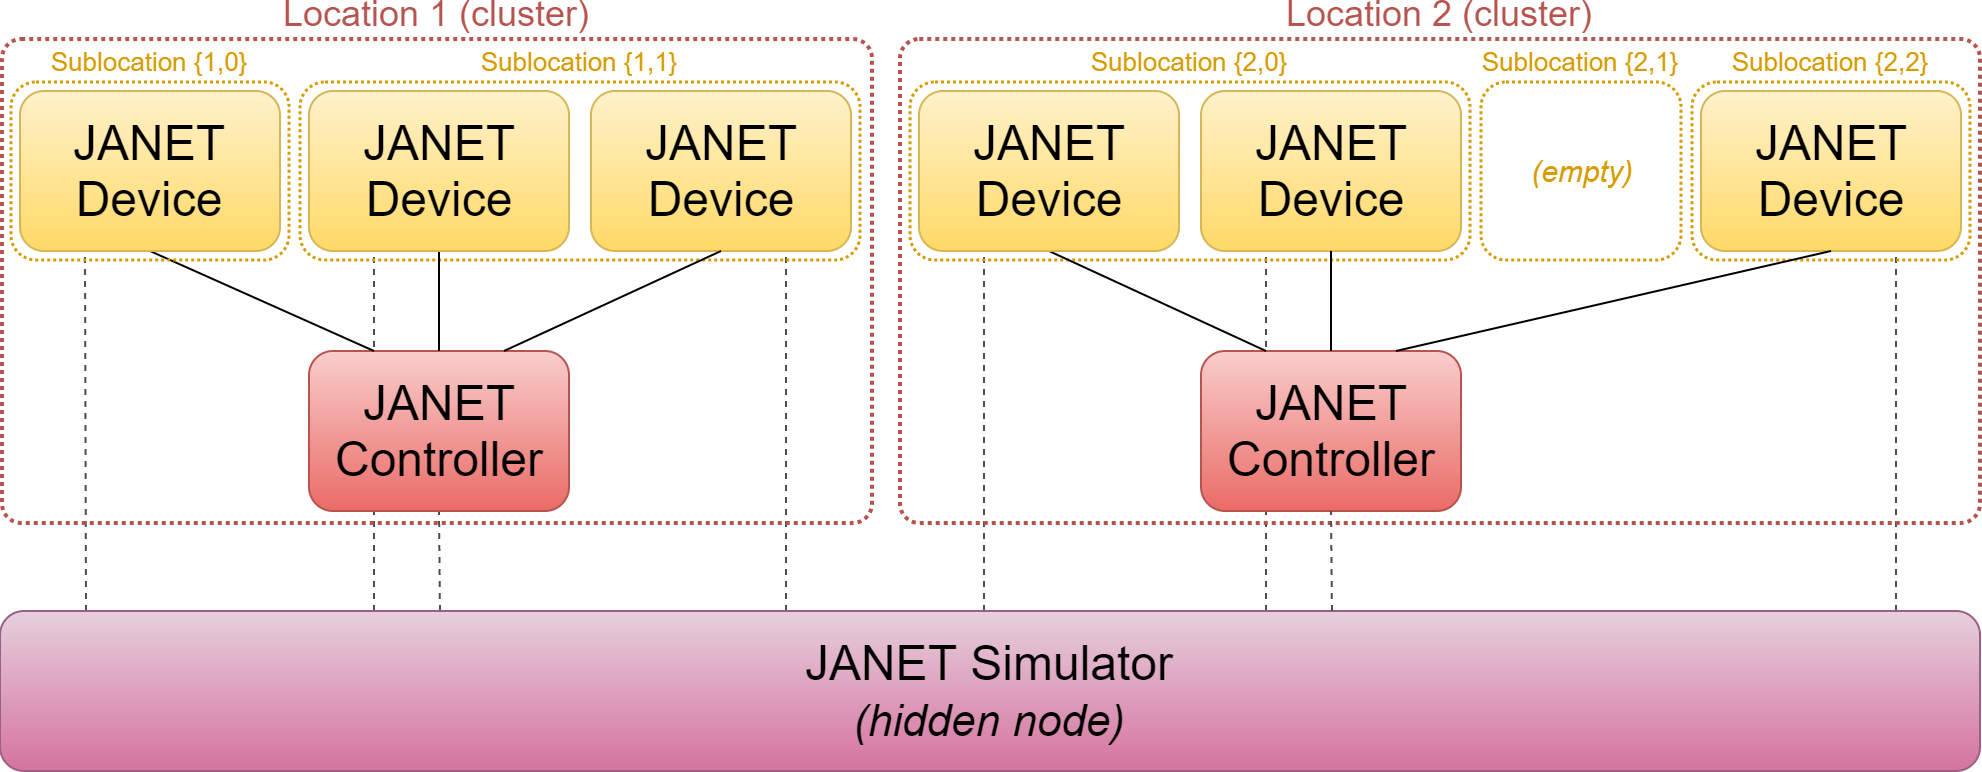 Location 1 (cluster)
Location 2 (cluster)
Sublocation {1,0}
Sublocation {1,1}
Sublocation {2,0}
Sublocation {2,1}
Sublocation {2,2}
JANET
Device
JANET
Device
JANET
Device
JANET
Device
JANET
Device
(empty)
JANET
Device
JANET
Controller
JANET
Controller
JANET Simulator
(hidden node)